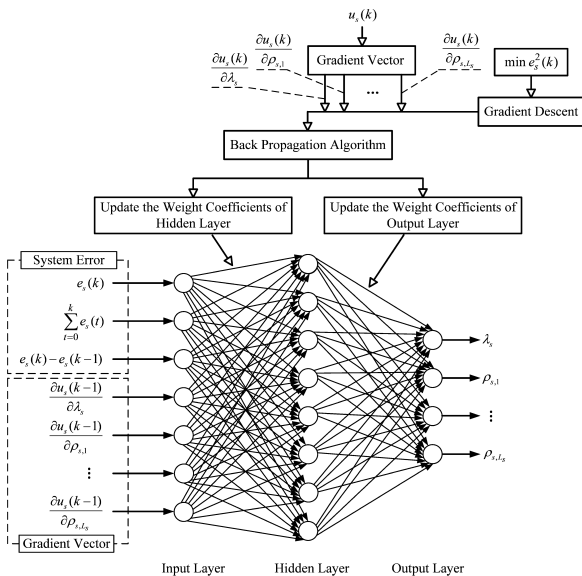 u_s(k)
∂u_s(k)/∂λ_s
∂u_s(k)/∂ρ_{s,1}
Gradient Vector
∂u_s(k)/∂ρ_{s,L_s}
min e_s^2(k)
...
Gradient Descent
Back Propagation Algorithm
Update the Weight Coefficients of
Hidden Layer
Update the Weight Coefficients of
Output Layer
System Error
e_s(k)
∑_{t=0}^{k} e_s(t)
e_s(k)−e_s(k−1)
∂u_s(k−1)/∂λ_s
∂u_s(k−1)/∂ρ_{s,1}
⋮
∂u_s(k−1)/∂ρ_{s,L_s}
Gradient Vector
λ_s
ρ_{s,1}
⋮
ρ_{s,L_s}
Input Layer
Hidden Layer
Output Layer